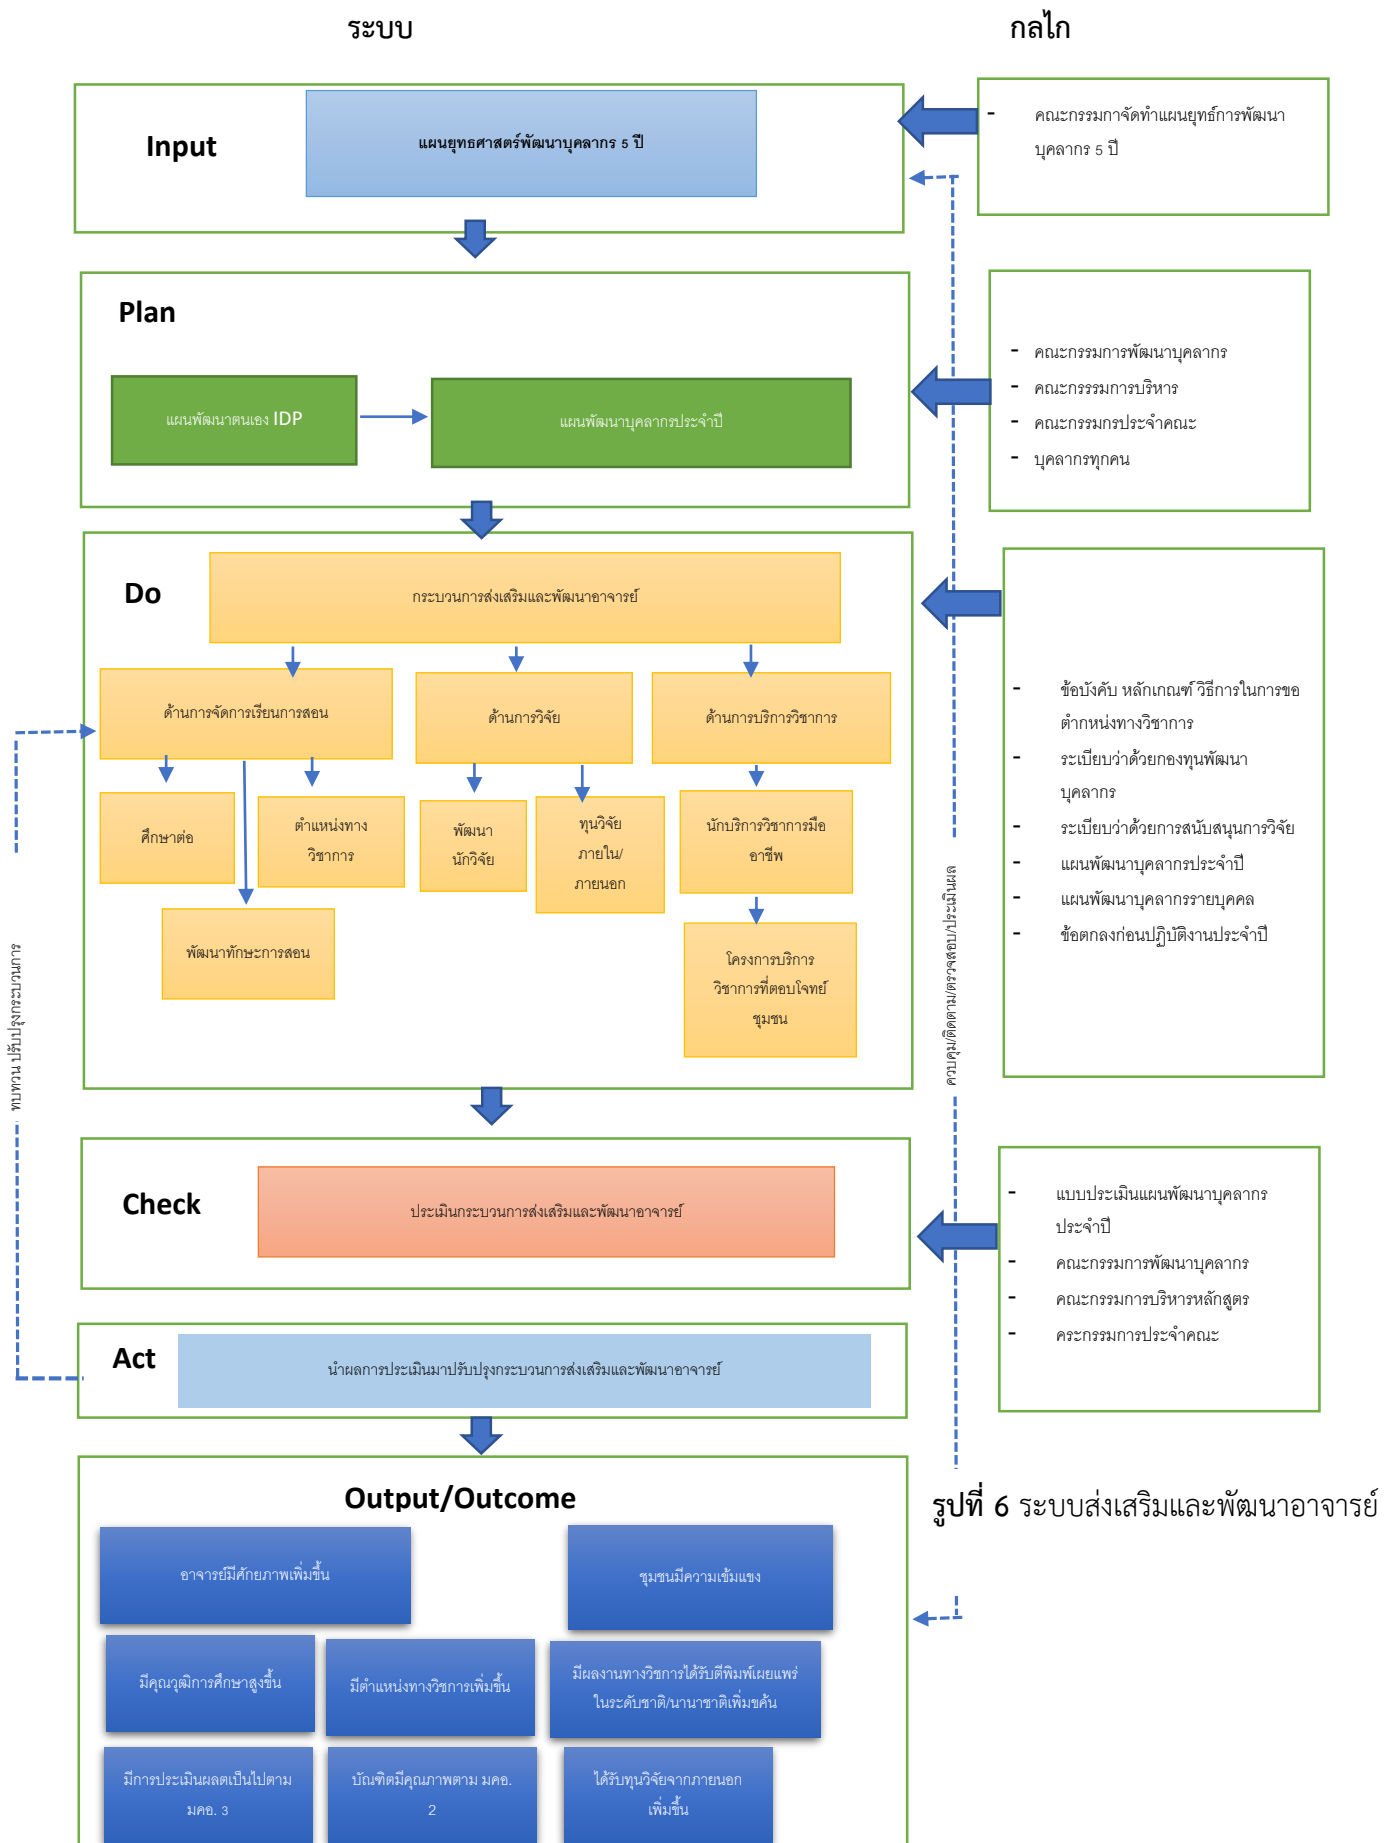 ระบบ
กลไก
Input
แผนยุทธศาสตร์พัฒนาบุคลากร 5 ปี
- คณะกรรมกาจัดทำแผนยุทธ์การพัฒนา
บุคลากร 5 ปี
Plan
แผนพัฒนาตนเอง IDP
แผนพัฒนาบุคลากรประจำปี
- คณะกรรมการพัฒนาบุคลากร
- คณะกรรรมการบริหาร
- คณะกรรมกรประจำคณะ
- บุคลากรทุกคน
Do
กระบวนการส่งเสริมและพัฒนาอาจารย์
ด้านการจัดการเรียนการสอน
ด้านการวิจัย
ด้านการบริการวิชาการ
ศึกษาต่อ
ตำแหน่งทาง
วิชาการ
พัฒนา
นักวิจัย
ทุนวิจัย
ภายใน/
ภายนอก
นักบริการวิชาการมือ
อาชีพ
พัฒนาทักษะการสอน
โครงการบริการ
วิชาการที่ตอบโจทย์
ชุมชน
- ข้อบังคับ หลักเกณฑ์ วิธีการในการขอ
ตำกหน่งทางวิชาการ
- ระเบียบว่าด้วยกองทุนพัฒนา
บุคลากร
- ระเบียบว่าด้วยการสนับสนุนการวิจัย
- แผนพัฒนาบุคลากรประจำปี
- แผนพัฒนาบุคลากรรายบุคคล
- ข้อตกลงก่อนปฏิบัติงานประจำปี
ทบทวน ปรับปรุงกระบวนการ
ควบคุม/ติดตาม/ตรวจสอบ/ประเมินผล
Check
ประเมินกระบวนการส่งเสริมและพัฒนาอาจารย์
- แบบประเมินแผนพัฒนาบุคลากร
ประจำปี
- คณะกรรมการพัฒนาบุคลากร
- คณะกรรมการบริหารหลักสูตร
- คระกรรมการประจำคณะ
Act
นำผลการประเมินมาปรับปรุงกระบวนการส่งเสริมและพัฒนาอาจารย์
Output/Outcome
รูปที่ 6 ระบบส่งเสริมและพัฒนาอาจารย์
อาจารย์มีศักยภาพเพิ่มขึ้น
ชุมชนมีความเข้มแขง
มีคุณวุฒิการศึกษาสูงขึ้น
มีตำแหน่งทางวิชการเพิ่มขึ้น
มีผลงานทางวิชการได้รับตีพิมพ์เผยแพร่
ในระดับชาติ/นานาชาติเพิ่มขค้น
มีการประเมินผลตเป็นไปตาม
มคอ. 3
บัณฑิตมีคุณภาพตาม มคอ.
2
ได้รับทุนวิจัยจากภายนอก
เพิ่มขึ้น